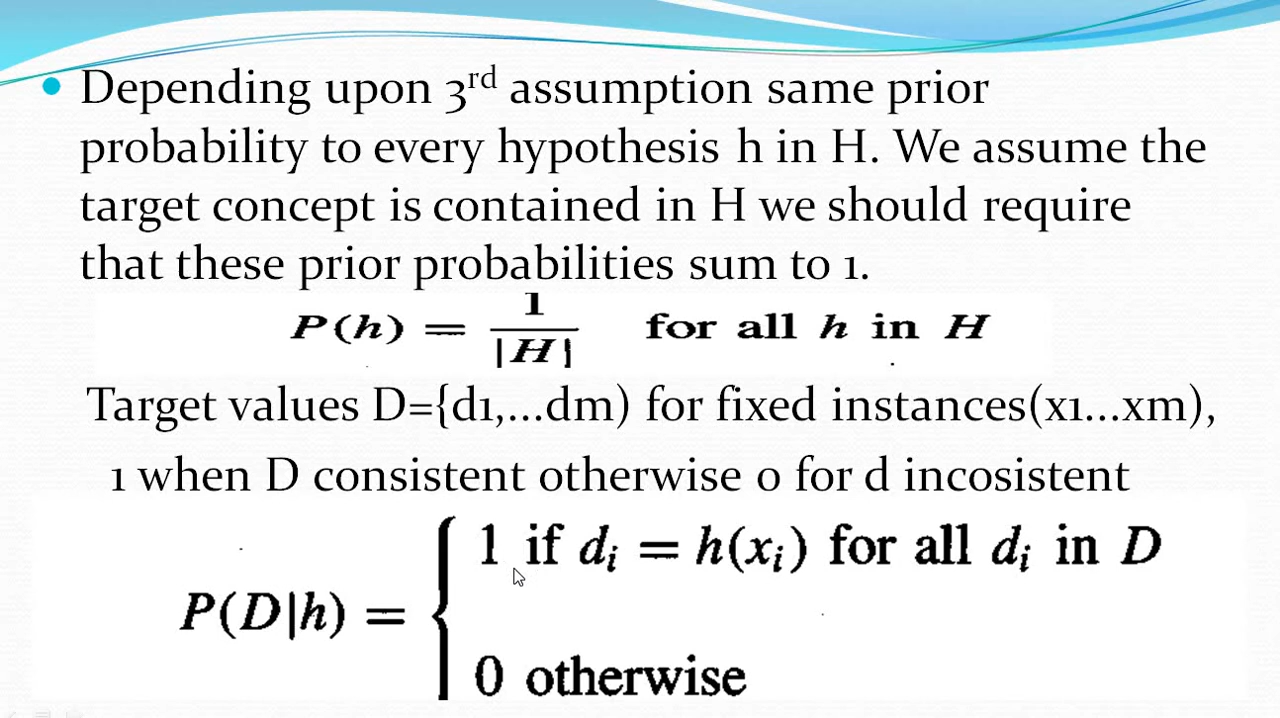 Depending upon 3rd assumption same prior
probability to every hypothesis h in H. We assume the
target concept is contained in H we should require
that these prior probabilities sum to 1.
P(h) = 1/|H| for all h in H
Target values D={d1,...dm) for fixed instances(x1...xm),
1 when D consistent otherwise 0 for d incosistent
P(D|h) = { 1 if di = h(xi) for all di in D
0 otherwise